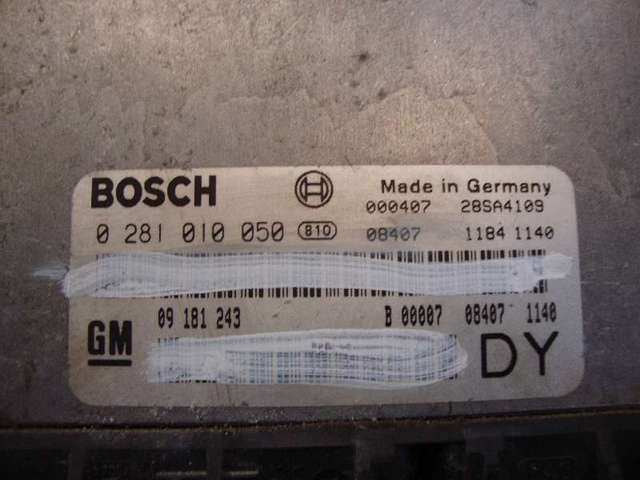 BOSCH Made in Germany
000407 28SA4109
0 281 010 050 810 08407 1184 1140
09 181 243 B 00007 08407 1140
GM DY